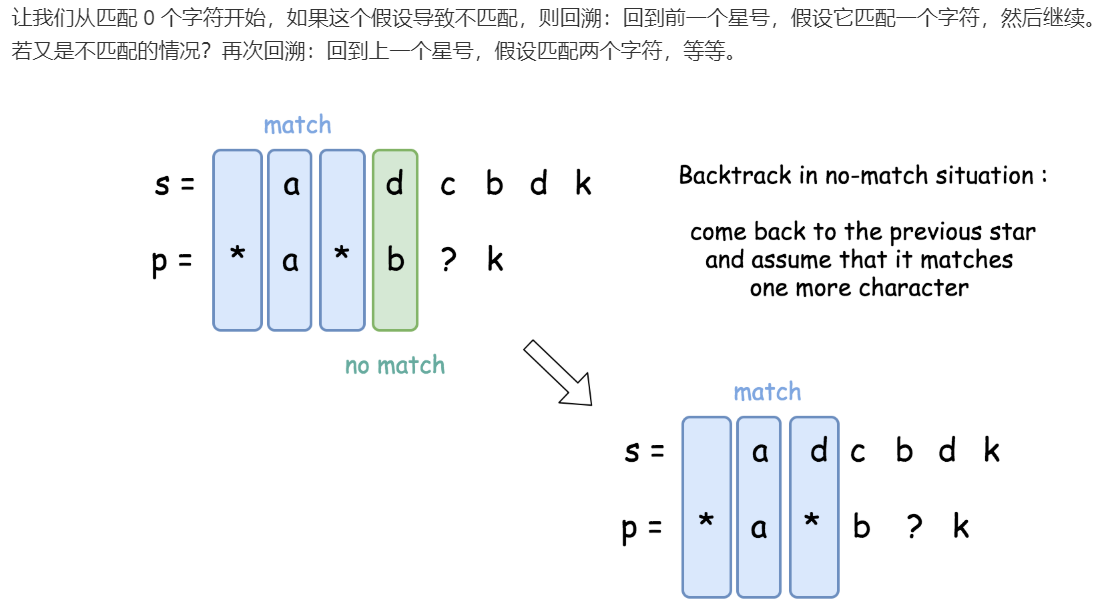 让我们从匹配 0 个字符开始，如果这个假设导致不匹配，则回溯：回到前一个星号，假设它匹配一个字符，然后继续。
若又是不匹配的情况？再次回溯：回到上一个星号，假设匹配两个字符，等等。
match
s = a d c b d k
p = * a * b ? k
no match
Backtrack in no-match situation :
come back to the previous star
and assume that it matches
one more character
match
s = a d c b d k
p = * a * b ? k